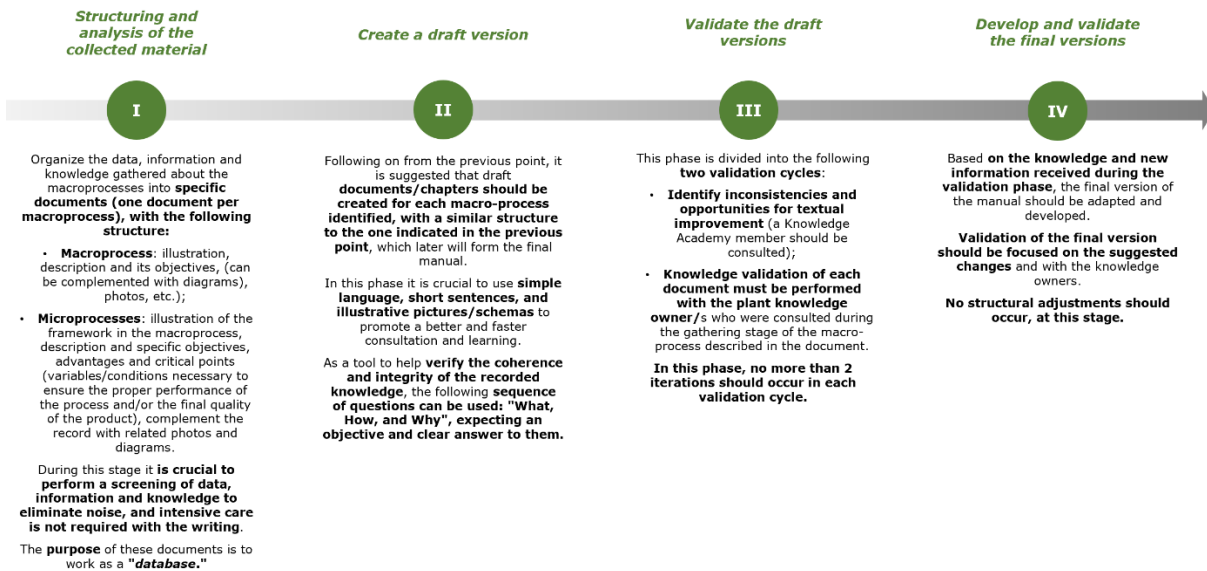 Structuring and
analysis of the
collected material
I
Organize the data, information and
knowledge gathered about the
macroprocesses into specific
documents (one document per
macroprocess), with the following
structure:
• Macroprocess: illustration,
description and its objectives, (can
be complemented with diagrams),
photos, etc.);
• Microprocesses: illustration of the
framework in the macroprocess,
description and specific objectives,
advantages and critical points
(variables/conditions necessary to
ensure the proper performance of
the process and/or the final quality
of the product), complement the
record with related photos and
diagrams.
During this stage it is crucial to
perform a screening of data,
information and knowledge to
eliminate noise, and intensive care
is not required with the writing.
The purpose of these documents is to
work as a "database."
Create a draft version
II
Following on from the previous point, it
is suggested that draft
documents/chapters should be
created for each macro-process
identified, with a similar structure
to the one indicated in the previous
point, which later will form the final
manual.
In this phase it is crucial to use simple
language, short sentences, and
illustrative pictures/schemas to
promote a better and faster
consultation and learning.
As a tool to help verify the coherence
and integrity of the recorded
knowledge, the following sequence
of questions can be used: "What,
How, and Why", expecting an
objective and clear answer to them.
Validate the draft
versions
III
This phase is divided into the following
two validation cycles:
• Identify inconsistencies and
opportunities for textual
improvement (a Knowledge
Academy member should be
consulted);
• Knowledge validation of each
document must be performed
with the plant knowledge
owner/s who were consulted during
the gathering stage of the macro-
process described in the document.
In this phase, no more than 2
iterations should occur in each
validation cycle.
Develop and validate
the final versions
IV
Based on the knowledge and new
information received during the
validation phase, the final version of
the manual should be adapted and
developed.
Validation of the final version
should be focused on the suggested
changes and with the knowledge
owners.
No structural adjustments should
occur, at this stage.